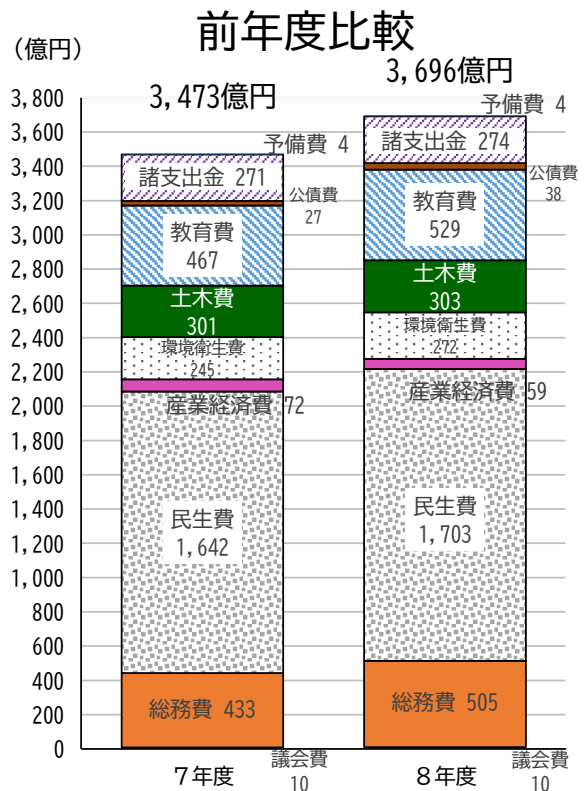 前年度比較
(億円)
3,473億円
3,696億円
3,800
3,600
3,400
3,200
3,000
2,800
2,600
2,400
2,200
2,000
1,800
1,600
1,400
1,200
1,000
800
600
400
200
0
予備費 4
諸支出金 271
公債費
27
教育費
467
土木費
301
環境衛生費
245
産業経済費 72
民生費
1,642
総務費 433
議会費
10
7年度
予備費 4
諸支出金 274
公債費
38
教育費
529
土木費
303
環境衛生費
272
産業経済費 59
民生費
1,703
総務費 505
議会費
10
8年度